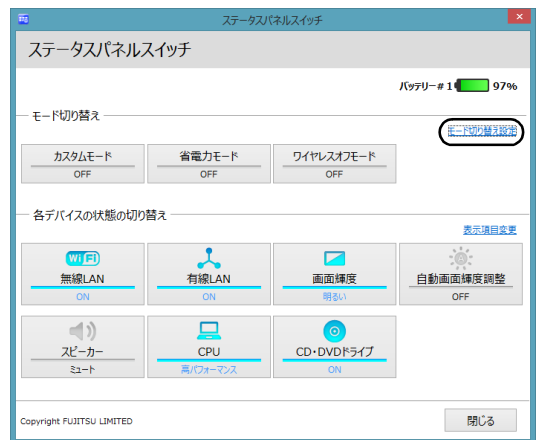 ステータスパネルスイッチ
ステータスパネルスイッチ
バッテリー#1 97%
モード切り替え
モード切り替え設定
カスタムモード 省電力モード ワイヤレスオフモード
OFF OFF OFF
各デバイスの状態の切り替え
表示項目変更
WiFi
無線LAN 有線LAN 画面輝度 自動画面輝度調整
ON ON 明るい OFF
スピーカー CPU CD・DVDドライブ
ミュート 高パフォーマンス ON
Copyright FUJITSU LIMITED 閉じる